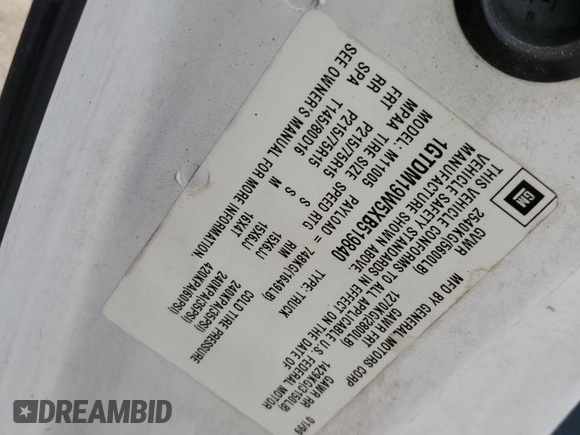 GM
MFD BY GENERAL MOTORS CORP 01/99
GVWR GAWR FRT GAWR RR
2540KG(5600LB) 1270KG(2800LB) 1429KG(3150LB)
THIS VEHICLE CONFORMS TO ALL APPLICABLE U.S. FEDERAL MOTOR
VEHICLE SAFETY STANDARDS IN EFFECT ON THE DATE OF
MANUFACTURE SHOWN ABOVE.
1GTDM19W5XB519840 TYPE: TRUCK
MODEL: M11005 PAYLOAD = 748KG(1649LB)
TIRE SIZE SPEED RTG RIM COLD TIRE PRESSURE
FRT P215/75R15 S 15X6JJ 240KPA(35PSI)
RR P215/75R15 S 15X6JJ 240KPA(35PSI)
SPA T145/80D16 M 16X4T 420KPA(60PSI)
SEE OWNER'S MANUAL FOR MORE INFORMATION.
DREAMBID